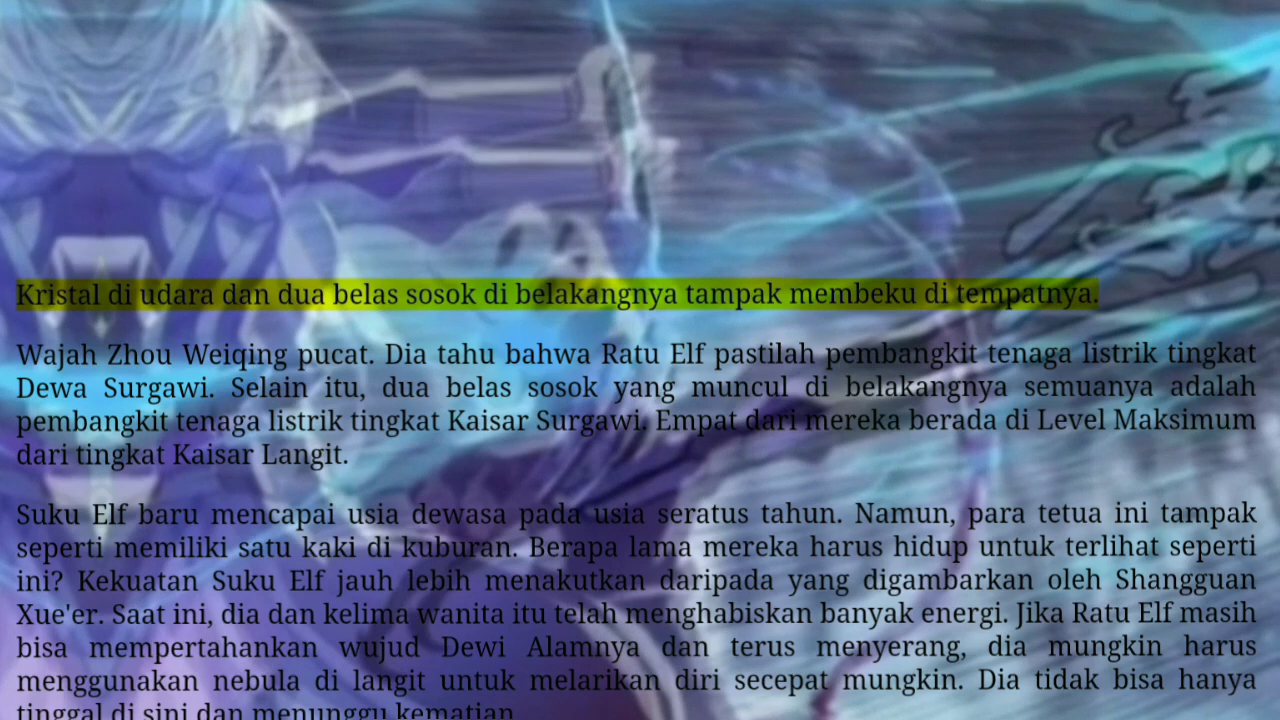 Kristal di udara dan dua belas sosok di belakangnya tampak membeku di tempatnya.
Wajah Zhou Weiqing pucat. Dia tahu bahwa Ratu Elf pastilah pembangkit tenaga listrik tingkat
Dewa Surgawi. Selain itu, dua belas sosok yang muncul di belakangnya semuanya adalah
pembangkit tenaga listrik tingkat Kaisar Surgawi. Empat dari mereka berada di Level Maksimum
dari tingkat Kaisar Langit.
Suku Elf baru mencapai usia dewasa pada usia seratus tahun. Namun, para tetua ini tampak
seperti memiliki satu kaki di kuburan. Berapa lama mereka harus hidup untuk terlihat seperti
ini? Kekuatan Suku Elf jauh lebih menakutkan daripada yang digambarkan oleh Shangguan
Xue'er. Saat ini, dia dan kelima wanita itu telah menghabiskan banyak energi. Jika Ratu Elf masih
bisa mempertahankan wujud Dewi Alamnya dan terus menyerang, dia mungkin harus
menggunakan nebula di langit untuk melarikan diri secepat mungkin. Dia tidak bisa hanya
tinggal di sini dan menunggu kematian.